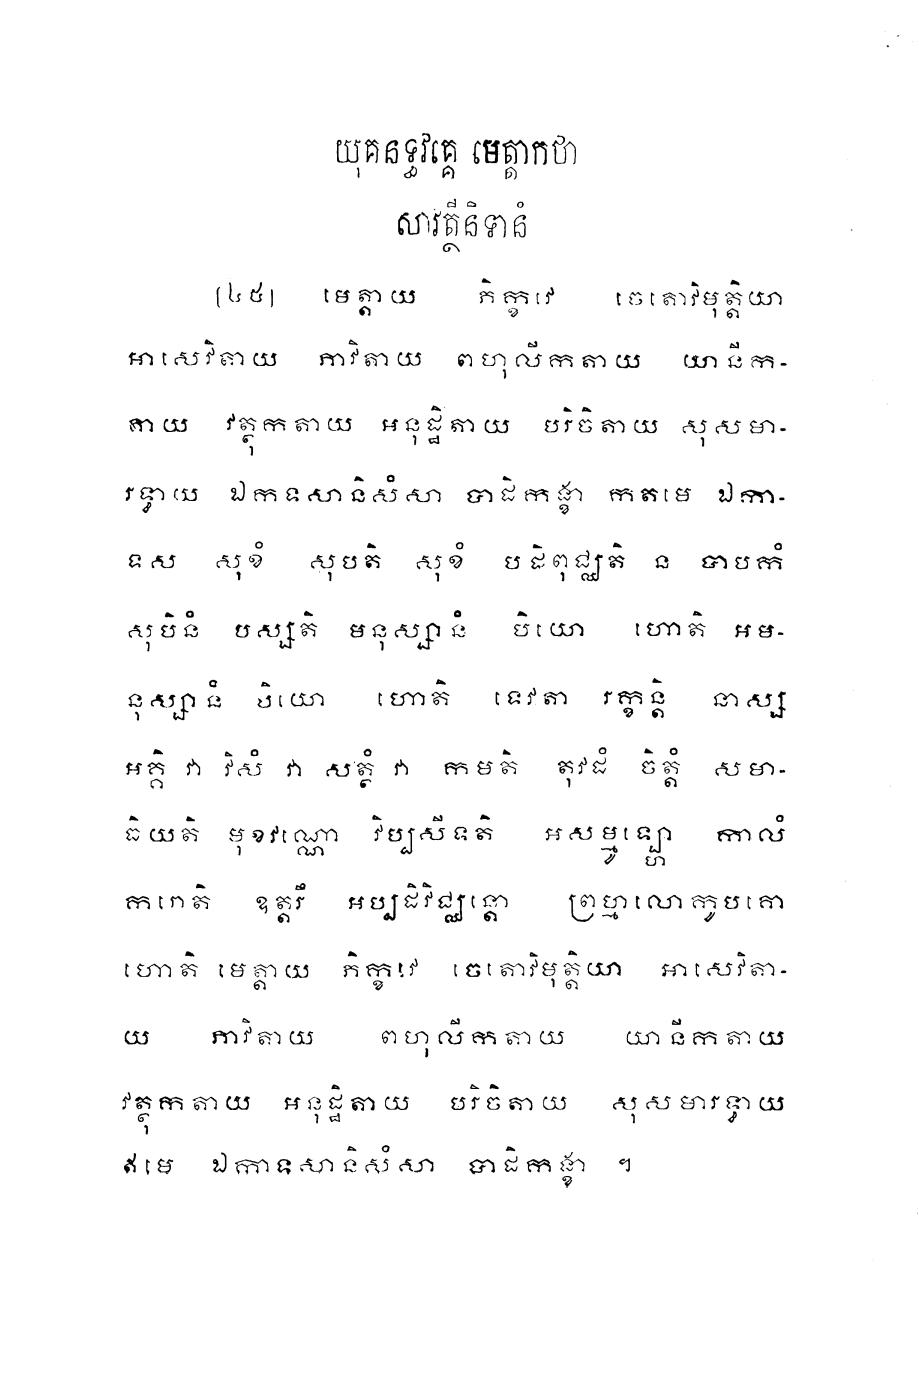 យុគនទ្ធវគ្គេ មេត្តាកថា
សាវត្ថីនិទានំ
(៤៥) មេត្តាយ ភិក្ខវេ ចេតោវិមុត្តិយា
អាសេវិតាយ ភាវិតាយ ពហុលីកតាយ យានីក-
តាយ វត្ថុកតាយ អនុដ្ឋិតាយ បរិចិតាយ សុសមា-
រទ្ធាយ ឯកទសានិសំសា បាដិកង្ខា កតមេ ឯកា-
ទស សុខំ សុបតិ សុខំ បដិពុជ្ឈតិ ន បាបកំ
សុបិនំ បស្សតិ មនុស្សានំ បិយោ ហោតិ អម-
នុស្សានំ បិយោ ហោតិ ទេវតា រក្ខន្តិ នាស្ស
អគ្គិ វា វិសំ វា សត្ថំ វា កមតិ តុវដំ ចិត្តំ សមា-
ធិយតិ មុខវណ្ណោ វិប្បសីទតិ អសម្មូឡ្ហោ កាលំ
ករោតិ ឧត្តរឹ អប្បដិវិជ្ឈន្តោ ព្រហ្មលោកូបគោ
ហោតិ មេត្តាយ ភិក្ខវេ ចេតោវិមុត្តិយា អាសេវិតា-
យ ភាវិតាយ ពហុលីកតាយ យានីកតាយ
វត្ថុកតាយ អនុដ្ឋិតាយ បរិចិតាយ សុសមារទ្ធាយ
ឥមេ ឯកាទសានិសំសា បាដិកង្ខា ។